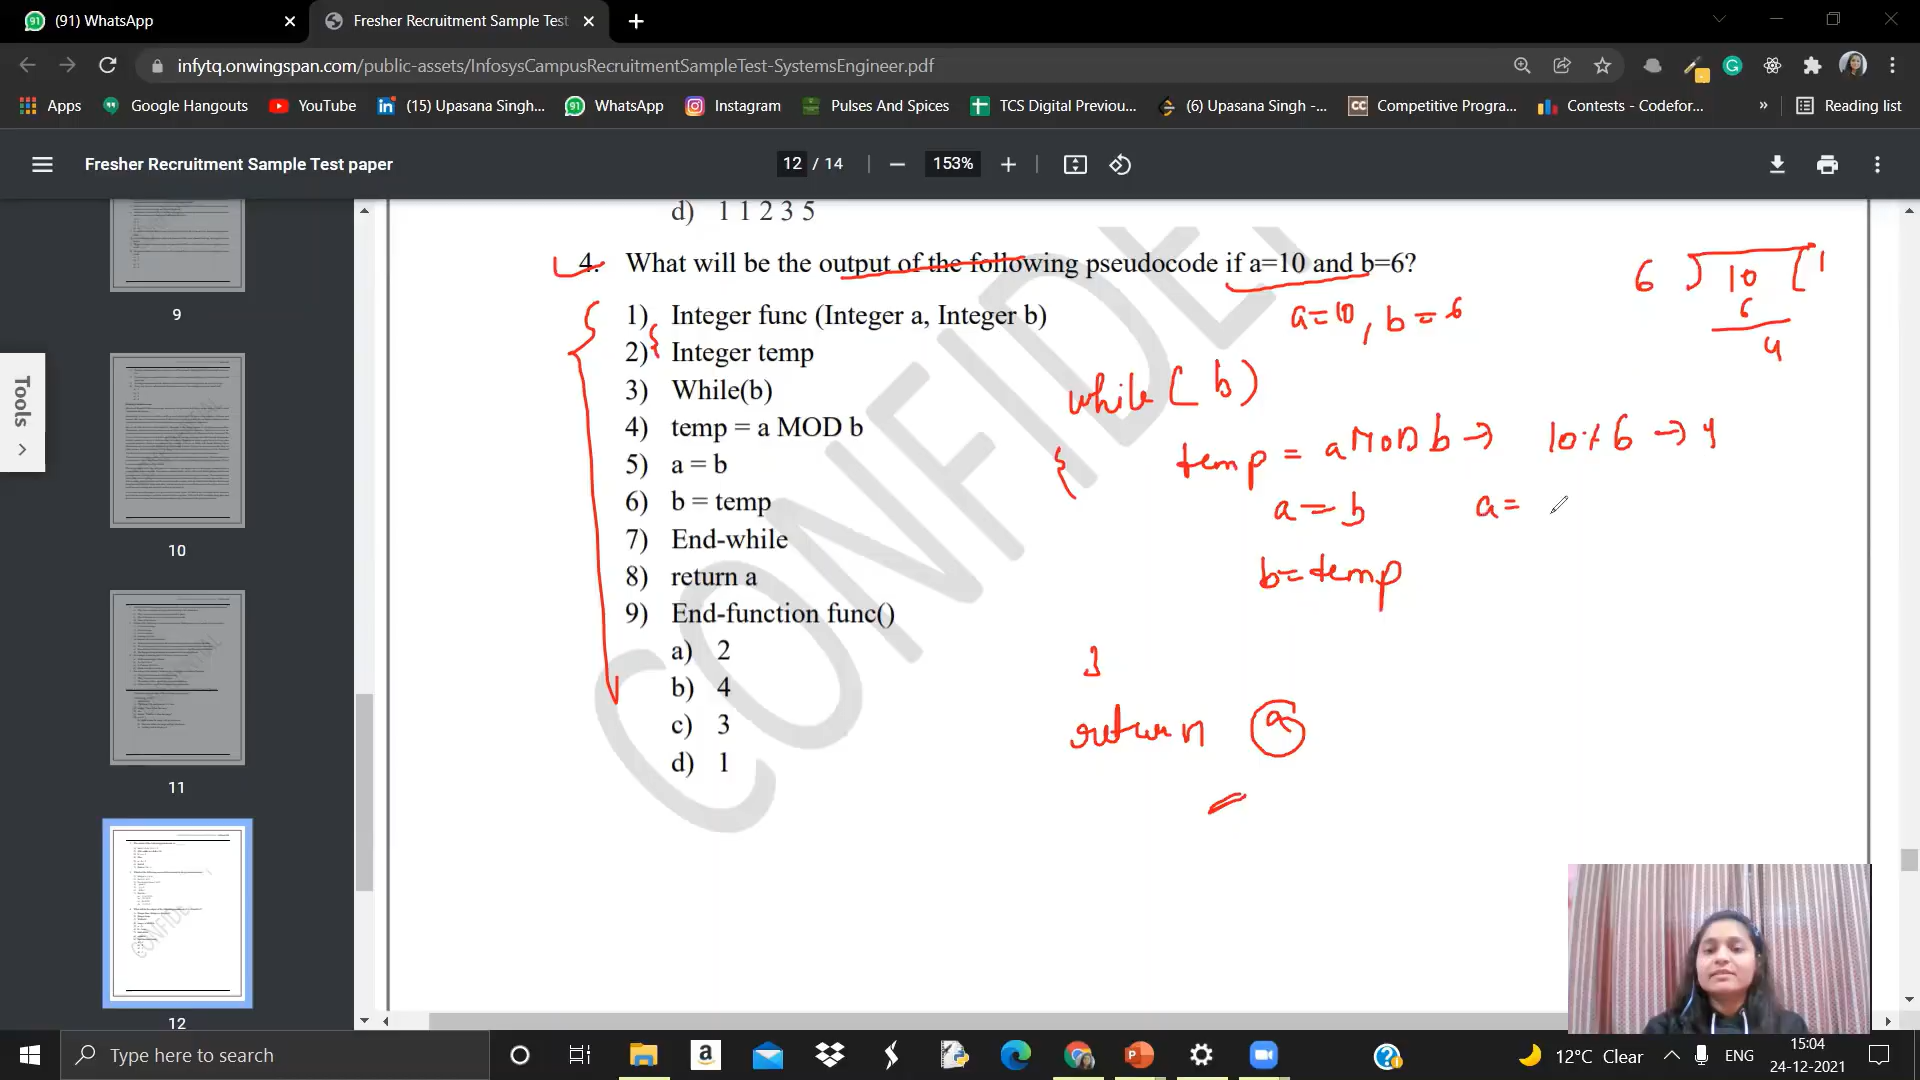 (91) WhatsApp
Fresher Recruitment Sample Test
infytq.onwingspan.com/public-assets/InfosysCampusRecruitmentSampleTest-SystemsEngineer.pdf
Apps Google Hangouts YouTube (15) Upasana Singh... WhatsApp Instagram Pulses And Spices TCS Digital Previou... (6) Upasana Singh -... Competitive Progra... Contests - Codefor... » Reading list
Fresher Recruitment Sample Test paper
12 / 14
153%
Tools
9
10
11
12
d) 1 1 2 3 5
4. What will be the output of the following pseudocode if a=10 and b=6?
1) Integer func (Integer a, Integer b)
2) Integer temp
3) While(b)
4) temp = a MOD b
5) a = b
6) b = temp
7) End-while
8) return a
9) End-function func()
a) 2
b) 4
c) 3
d) 1
CONFIDE
6 ) 10 ( 1
6
4
a=10, b=6
while( b)
{
temp = a MOD b → 10%6 → 4
a = b a=
b=temp
}
return a
Type here to search
12°C Clear
ENG
15:04
24-12-2021